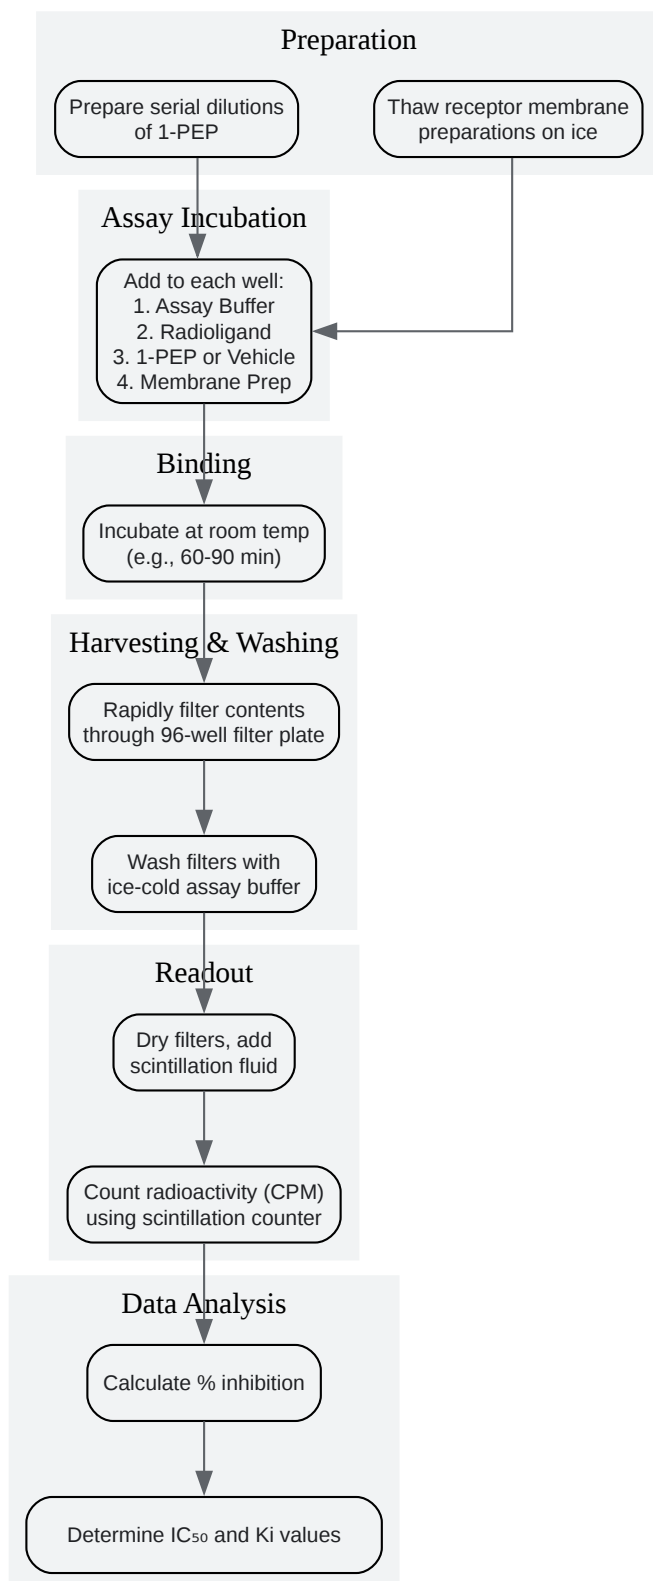 Preparation
Prepare serial dilutions
of 1-PEP
Thaw receptor membrane
preparations on ice
Assay Incubation
Add to each well:
1. Assay Buffer
2. Radioligand
3. 1-PEP or Vehicle
4. Membrane Prep
Binding
Incubate at room temp
(e.g., 60-90 min)
Harvesting & Washing
Rapidly filter contents
through 96-well filter plate
Wash filters with
ice-cold assay buffer
Readout
Dry filters, add
scintillation fluid
Count radioactivity (CPM)
using scintillation counter
Data Analysis
Calculate % inhibition
Determine IC₅₀ and Ki values